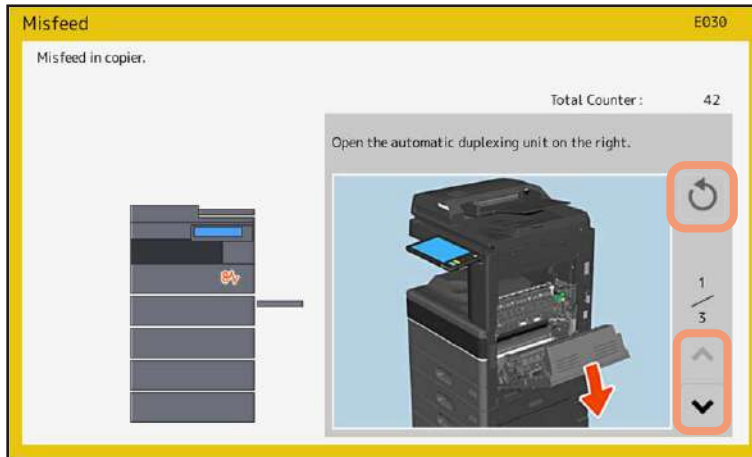 Misfeed
E030
Misfeed in copier.
Total Counter : 42
Open the automatic duplexing unit on the right.
1
3